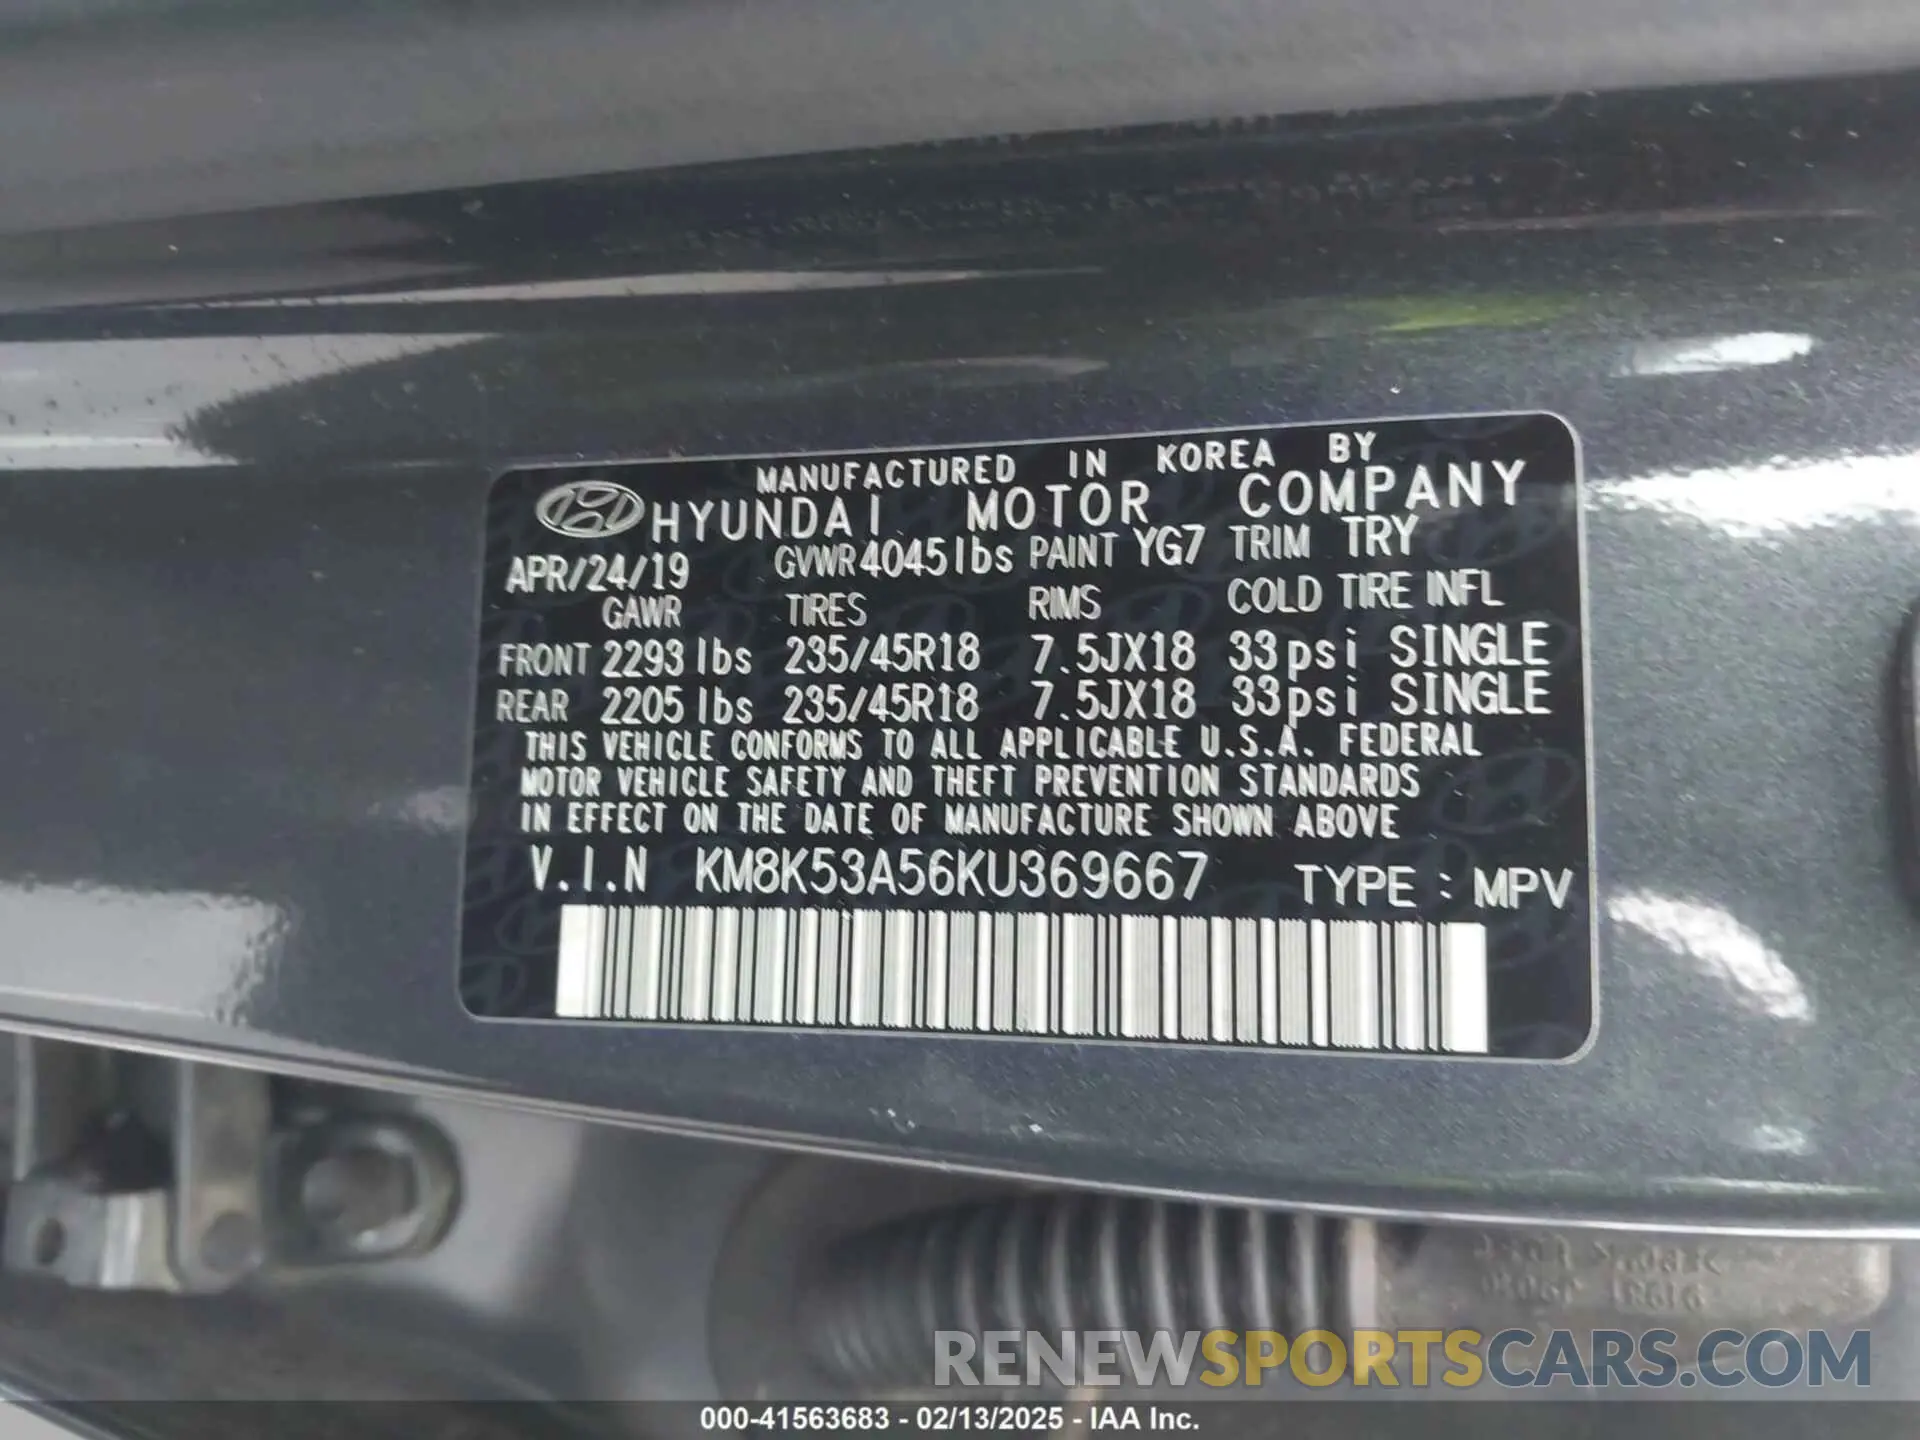 MANUFACTURED IN KOREA BY
HYUNDAI MOTOR COMPANY
APR/24/19 GVWR 4045lbs PAINT YG7 TRIM TRY
GAWR TIRES RIMS COLD TIRE INFL
FRONT 2293lbs 235/45R18 7.5JX18 33psi SINGLE
REAR 2205lbs 235/45R18 7.5JX18 33psi SINGLE
THIS VEHICLE CONFORMS TO ALL APPLICABLE U.S.A. FEDERAL
MOTOR VEHICLE SAFETY AND THEFT PREVENTION STANDARDS
IN EFFECT ON THE DATE OF MANUFACTURE SHOWN ABOVE
V.I.N KM8K53A56KU369667 TYPE : MPV
RENEWSPORTSCARS.COM
000-41563683 - 02/13/2025 - IAA Inc.